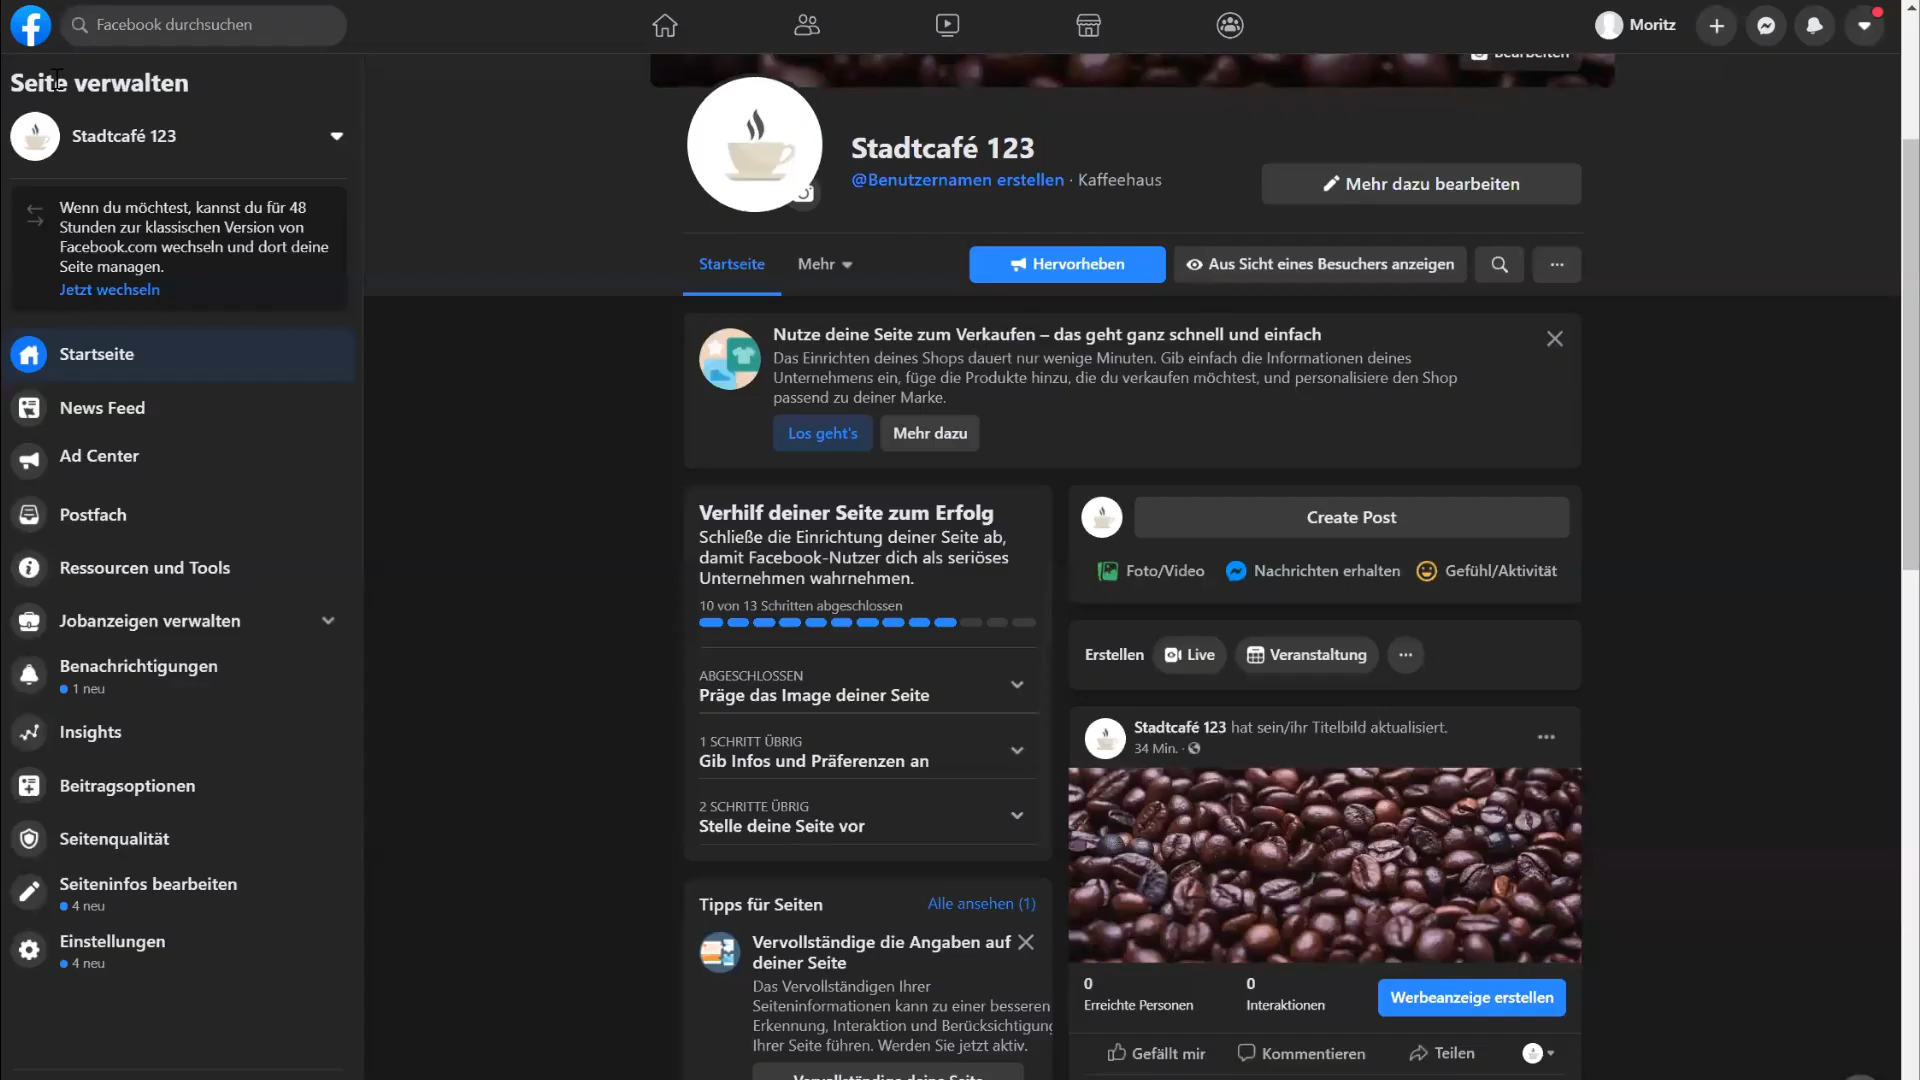 Facebook durchsuchen
Moritz
Seite verwalten
Stadtcafé 123
Wenn du möchtest, kannst du für 48
Stunden zur klassischen Version von
Facebook.com wechseln und dort deine
Seite managen.
Jetzt wechseln
Startseite
News Feed
Ad Center
Postfach
Ressourcen und Tools
Jobanzeigen verwalten
Benachrichtigungen
1 neu
Insights
Beitragsoptionen
Seitenqualität
Seiteninfos bearbeiten
4 neu
Einstellungen
4 neu
Bearbeiten
Stadtcafé 123
@Benutzernamen erstellen · Kaffeehaus
Mehr dazu bearbeiten
Startseite
Mehr
Hervorheben
Aus Sicht eines Besuchers anzeigen
Nutze deine Seite zum Verkaufen – das geht ganz schnell und einfach
Das Einrichten deines Shops dauert nur wenige Minuten. Gib einfach die Informationen deines
Unternehmens ein, füge die Produkte hinzu, die du verkaufen möchtest, und personalisiere den Shop
passend zu deiner Marke.
Los geht's
Mehr dazu
Verhilf deiner Seite zum Erfolg
Schließe die Einrichtung deiner Seite ab,
damit Facebook-Nutzer dich als seriöses
Unternehmen wahrnehmen.
10 von 13 Schritten abgeschlossen
ABGESCHLOSSEN
Präge das Image deiner Seite
1 SCHRITT ÜBRIG
Gib Infos und Präferenzen an
2 SCHRITTE ÜBRIG
Stelle deine Seite vor
Tipps für Seiten
Alle ansehen (1)
Vervollständige die Angaben auf
deiner Seite
Das Vervollständigen Ihrer
Seiteninformationen kann zu einer besseren
Erkennung, Interaktion und Berücksichtigung
Ihrer Seite führen. Werden Sie jetzt aktiv.
Vervollständige deine Seite
Create Post
Foto/Video
Nachrichten erhalten
Gefühl/Aktivität
Erstellen
Live
Veranstaltung
Stadtcafé 123 hat sein/ihr Titelbild aktualisiert.
34 Min. ·
0
Erreichte Personen
0
Interaktionen
Werbeanzeige erstellen
Gefällt mir
Kommentieren
Teilen